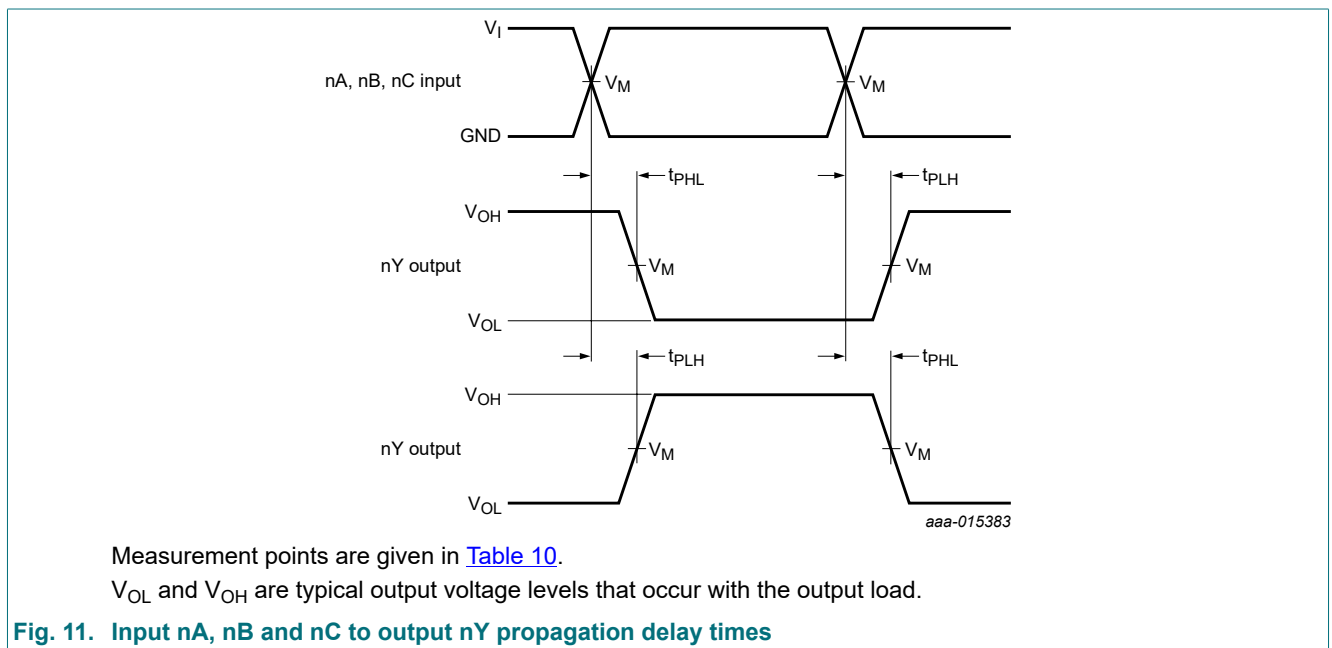 V_I
nA, nB, nC input
V_M
V_M
GND
t_PHL
t_PLH
V_OH
nY output
V_M
V_M
V_OL
t_PLH
t_PHL
V_OH
nY output
V_M
V_M
V_OL
aaa-015383
Measurement points are given in Table 10.
V_OL and V_OH are typical output voltage levels that occur with the output load.
Fig. 11. Input nA, nB and nC to output nY propagation delay times